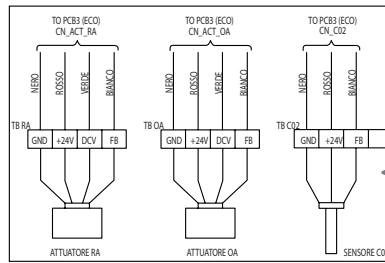 TO PCB3 (ECO)
CN_ACT_RA
NERO
ROSSO
VERDE
BIANCO
TB RA
GND +24V DCV FB
ATTUATORE RA
TO PCB3 (ECO)
CN_ACT_OA
NERO
ROSSO
VERDE
BIANCO
TB OA
GND +24V DCV FB
ATTUATORE OA
TO PCB3 (ECO)
CN_C02
NERO
ROSSO
BIANCO
TB C02
GND +24V FB
SENSORE C0